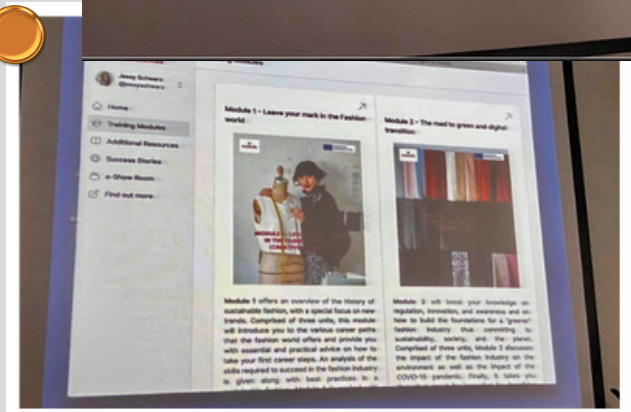 Modules
Jessy Schwarz
@jessyschwarz
Home
Training Modules
Additional Resources
Success Stories
e-Show Room
Find out more
Module 1 - Leave your mark in the Fashion
world
Module 1 offers an overview of the history of
sustainable fashion, with a special focus on new
trends. Comprised of three units, this module
will introduce you to the various career paths
that the fashion world offers and provide you
with essential and practical advice on how to
take your first career steps. An analysis of the
skills required to succeed in the fashion industry
is given along with best practices in a
Module 2 - The road to green and digital
transition
Module 2 will boost your knowledge on
regulation, innovation, and awareness and on
how to build the foundations for a 'greener'
fashion industry thus committing to
sustainability, society, and the planet.
Comprised of three units, Module 2 discusses
the impact of the fashion industry on the
environment as well as the impact of the
COVID-19 pandemic. Finally, it takes you